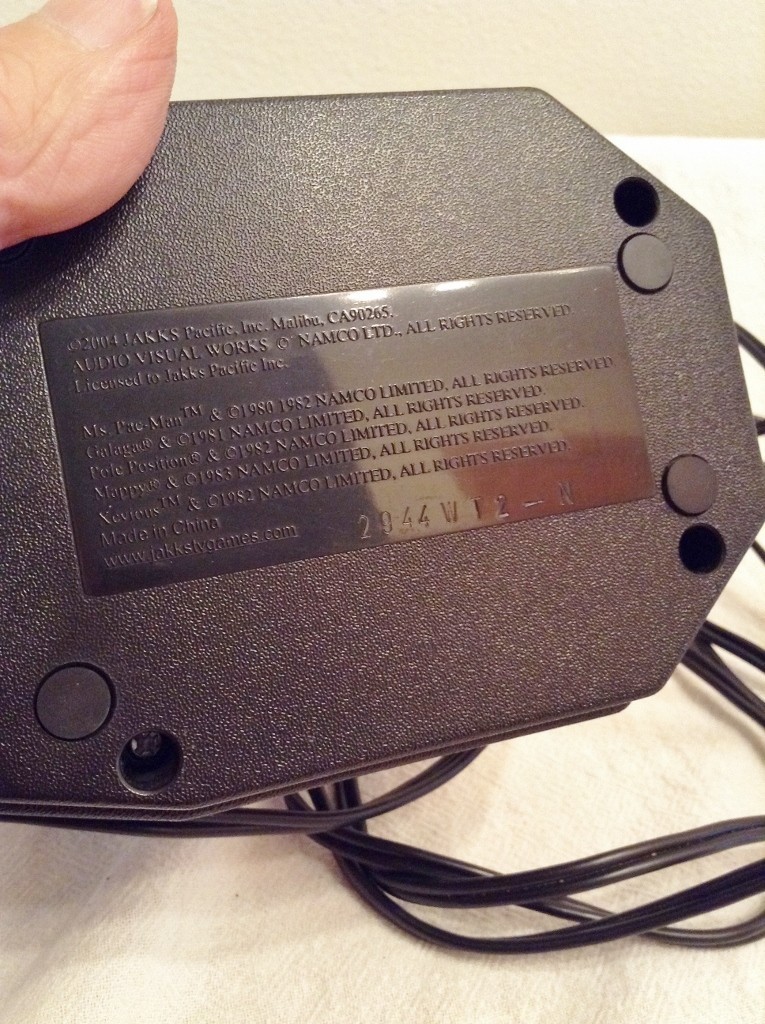 ©2004 JAKKS Pacific, Inc. Malibu, CA90265.
AUDIO VISUAL WORKS © NAMCO LTD., ALL RIGHTS RESERVED
Licensed to Jakks Pacific Inc.
Ms. Pac-Man™ & ©1980 1982 NAMCO LIMITED, ALL RIGHTS RESERVED.
Galaga® & ©1981 NAMCO LIMITED, ALL RIGHTS RESERVED.
Pole Position® & ©1982 NAMCO LIMITED, ALL RIGHTS RESERVED.
Mappy® & ©1983 NAMCO LIMITED, ALL RIGHTS RESERVED.
Xevious™ & ©1982 NAMCO LIMITED, ALL RIGHTS RESERVED.
Made in China
www.jakkstvgames.com
2944WT2-N